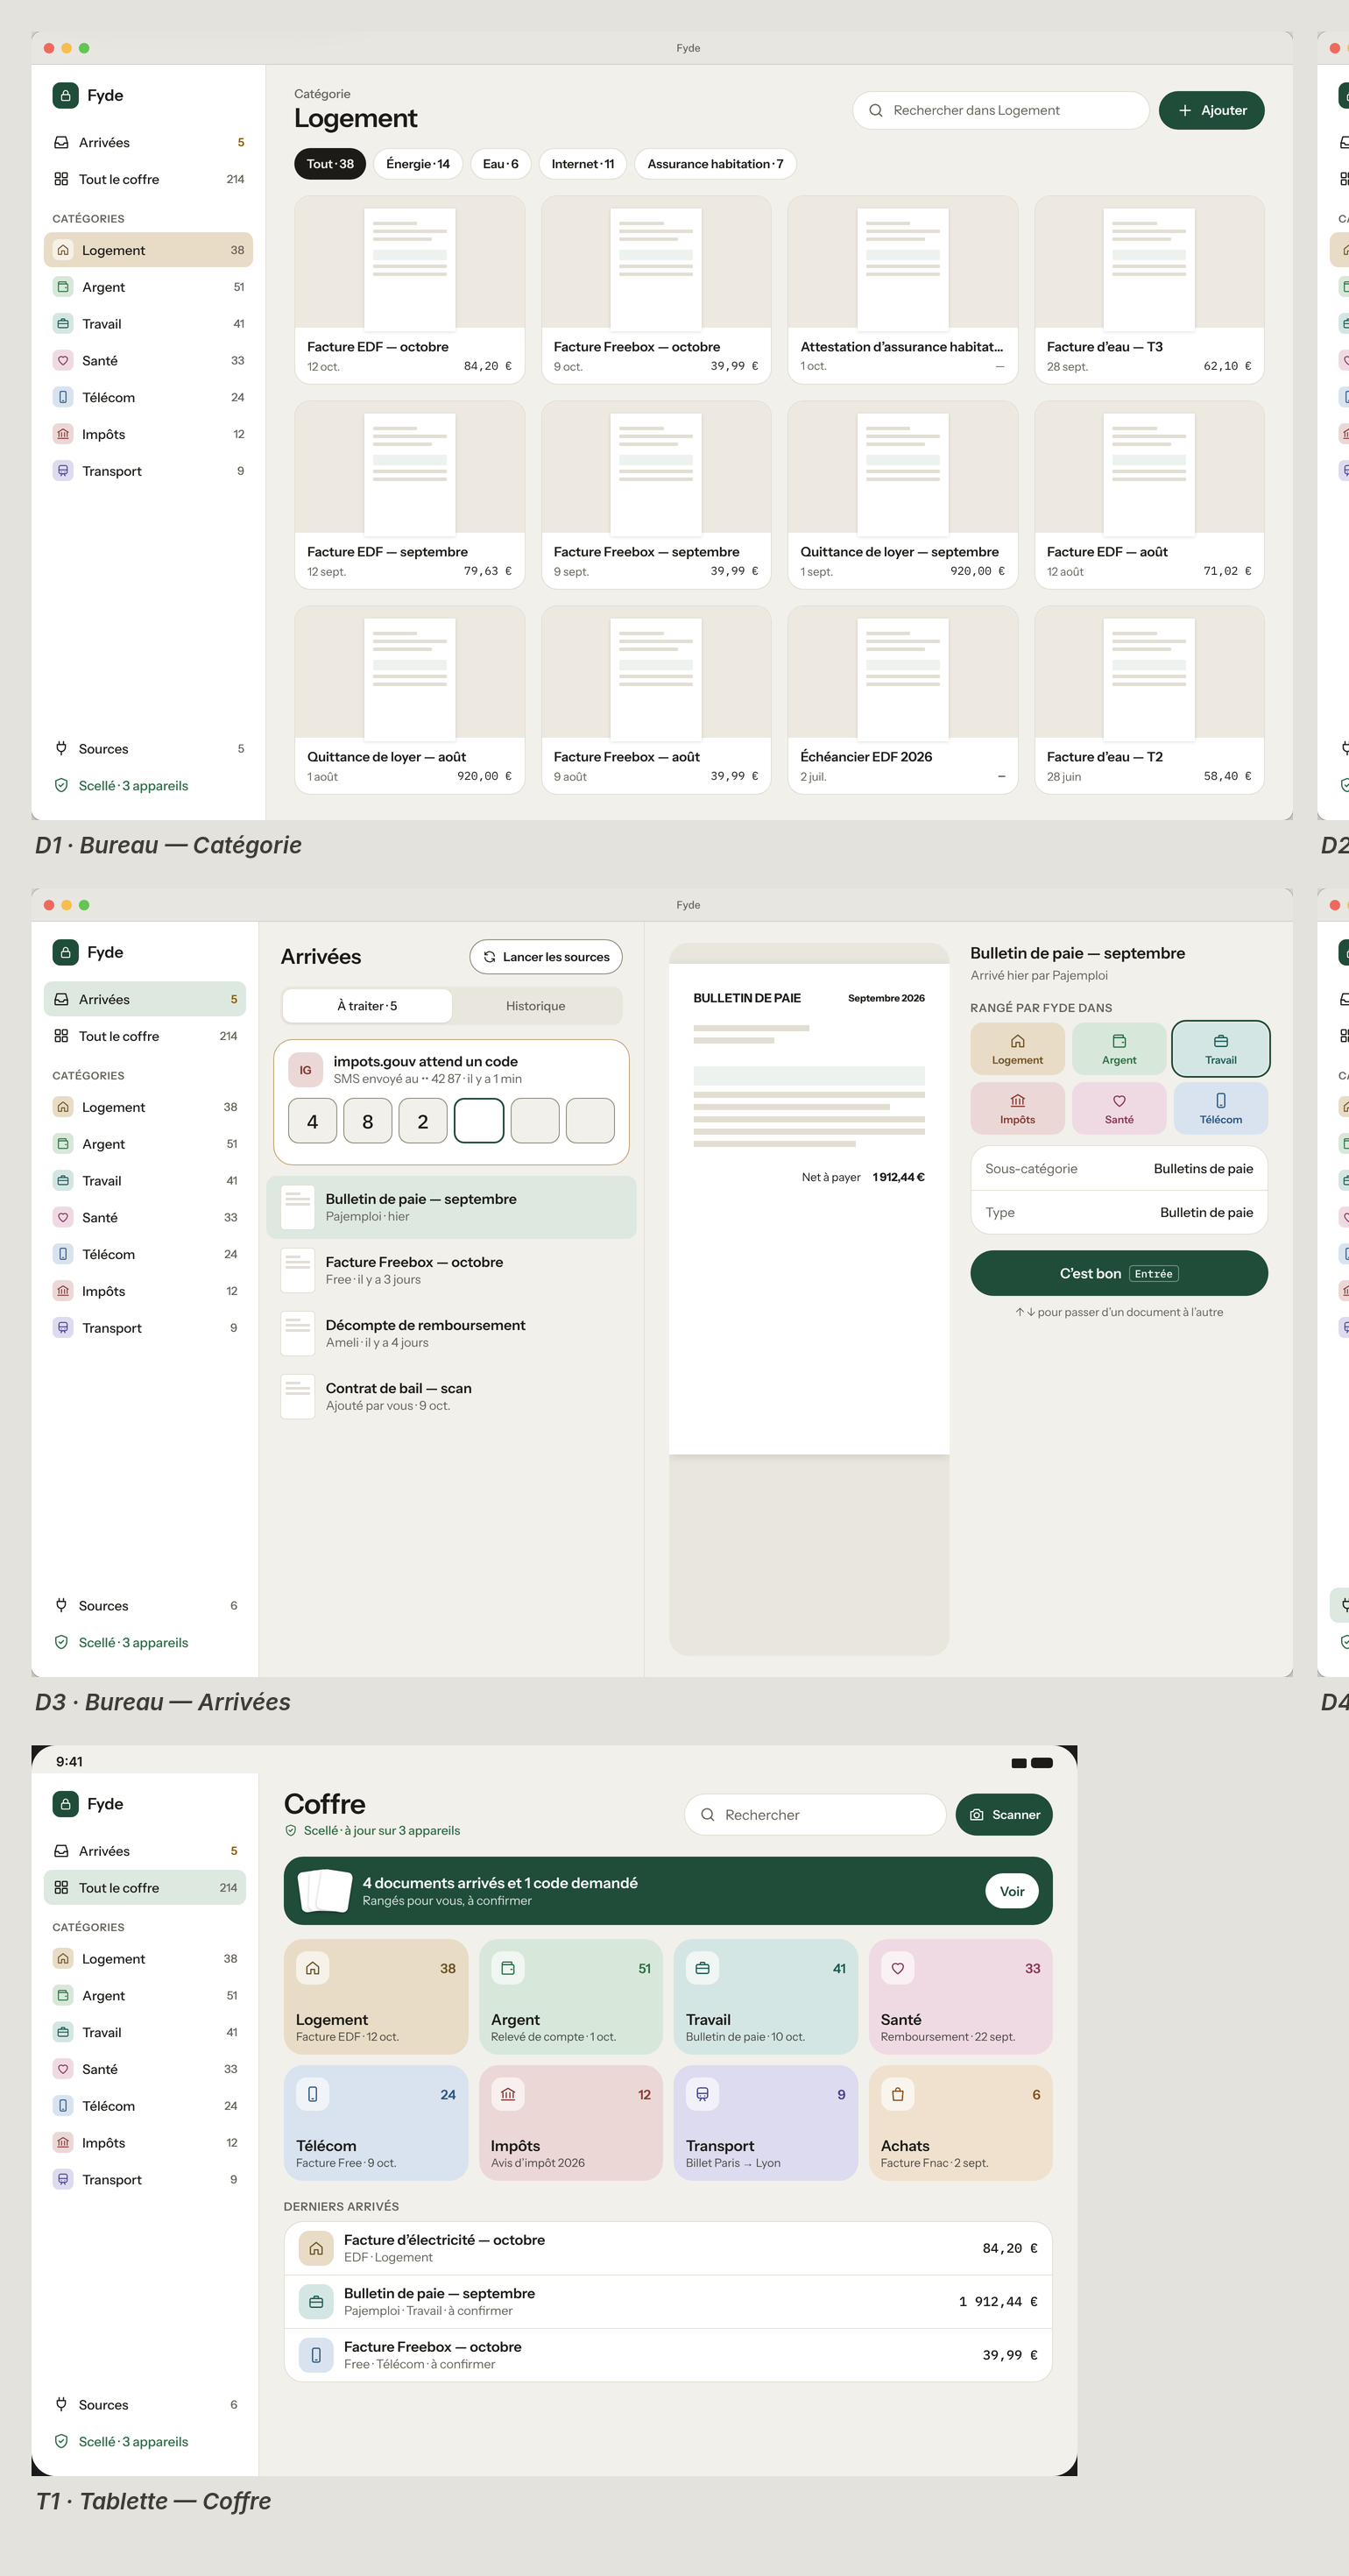 Fyde
Fyde
Arrivées 5
Tout le coffre 214
CATÉGORIES
Logement 38
Argent 51
Travail 41
Santé 33
Télécom 24
Impôts 12
Transport 9
Sources 5
Scellé · 3 appareils
Catégorie
Logement
Rechercher dans Logement
Ajouter
Tout · 38
Énergie · 14
Eau · 6
Internet · 11
Assurance habitation · 7
Facture EDF — octobre
12 oct. 84,20 €
Facture Freebox — octobre
9 oct. 39,99 €
Attestation d'assurance habitat...
1 oct. —
Facture d'eau — T3
28 sept. 62,10 €
Facture EDF — septembre
12 sept. 79,63 €
Facture Freebox — septembre
9 sept. 39,99 €
Quittance de loyer — septembre
1 sept. 920,00 €
Facture EDF — août
12 août 71,02 €
Quittance de loyer — août
1 août 920,00 €
Facture Freebox — août
9 août 39,99 €
Échéancier EDF 2026
2 juil. —
Facture d'eau — T2
28 juin 58,40 €
D1 · Bureau — Catégorie
D2
Fyde
Fyde
Arrivées 5
Tout le coffre 214
CATÉGORIES
Logement 38
Argent 51
Travail 41
Santé 33
Télécom 24
Impôts 12
Transport 9
Sources 6
Scellé · 3 appareils
Arrivées
Lancer les sources
À traiter · 5
Historique
IG
impots.gouv attend un code
SMS envoyé au •• 42 87 · il y a 1 min
4 8 2
Bulletin de paie — septembre
Pajemploi · hier
Facture Freebox — octobre
Free · il y a 3 jours
Décompte de remboursement
Ameli · il y a 4 jours
Contrat de bail — scan
Ajouté par vous · 9 oct.
BULLETIN DE PAIE Septembre 2026
Net à payer 1 912,44 €
Bulletin de paie — septembre
Arrivé hier par Pajemploi
RANGÉ PAR FYDE DANS
Logement
Argent
Travail
Impôts
Santé
Télécom
Sous-catégorie Bulletins de paie
Type Bulletin de paie
C'est bon Entrée
↑ ↓ pour passer d'un document à l'autre
D3 · Bureau — Arrivées
D4
9:41
Fyde
Arrivées 5
Tout le coffre 214
CATÉGORIES
Logement 38
Argent 51
Travail 41
Santé 33
Télécom 24
Impôts 12
Transport 9
Sources 6
Scellé · 3 appareils
Coffre
Scellé · à jour sur 3 appareils
Rechercher
Scanner
4 documents arrivés et 1 code demandé
Rangés pour vous, à confirmer
Voir
38
Logement
Facture EDF · 12 oct.
51
Argent
Relevé de compte · 1 oct.
41
Travail
Bulletin de paie · 10 oct.
33
Santé
Remboursement · 22 sept.
24
Télécom
Facture Free · 9 oct.
12
Impôts
Avis d'impôt 2026
9
Transport
Billet Paris → Lyon
6
Achats
Facture Fnac · 2 sept.
DERNIERS ARRIVÉS
Facture d'électricité — octobre
EDF · Logement
84,20 €
Bulletin de paie — septembre
Pajemploi · Travail · à confirmer
1 912,44 €
Facture Freebox — octobre
Free · Télécom · à confirmer
39,99 €
T1 · Tablette — Coffre